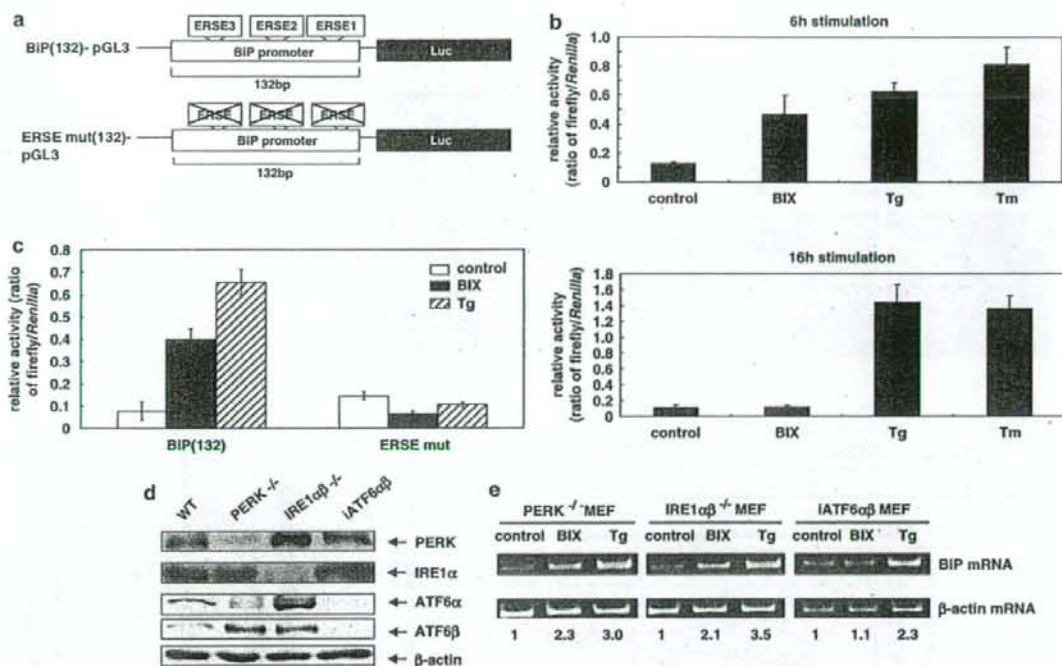 a
ERSE3 ERSE2 ERSE1
BiP(132)- pGL3
BiP promoter
Luc
132bp
ERSE ERSE ERSE
ERSE mut(132)-
pGL3
BiP promoter
Luc
132bp
b
6h stimulation
relative activity
(ratio of firefly/Renilla)
1
0.8
0.6
0.4
0.2
0
control BIX Tg Tm
16h stimulation
relative activity
(ratio of firefly/Renilla)
1.8
1.6
1.4
1.2
1
0.8
0.6
0.4
0.2
0
control BIX Tg Tm
c
relative activity (ratio
of firefly/Renilla)
0.8
0.7
0.6
0.5
0.4
0.3
0.2
0.1
0
control
BIX
Tg
BiP(132) ERSE mut
d
WT PERK -/- IRE1αβ -/- iATF6αβ
PERK
IRE1α
ATF6α
ATF6β
β-actin
e
PERK -/- MEF IRE1αβ -/- MEF iATF6αβ MEF
control BIX Tg control BIX Tg control BIX Tg
BiP mRNA
β-actin mRNA
1 2.3 3.0 1 2.1 3.5 1 1.1 2.3